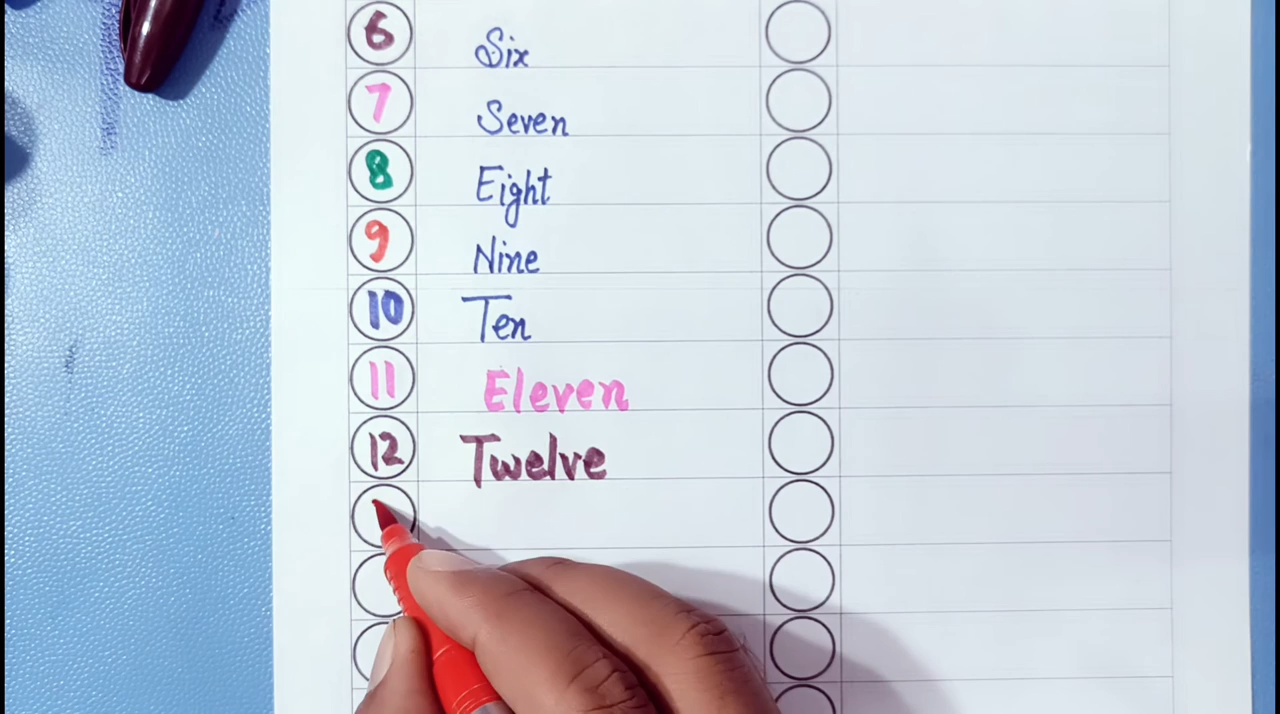 6 Six
7 Seven
8 Eight
9 Nine
10 Ten
11 Eleven
12 Twelve